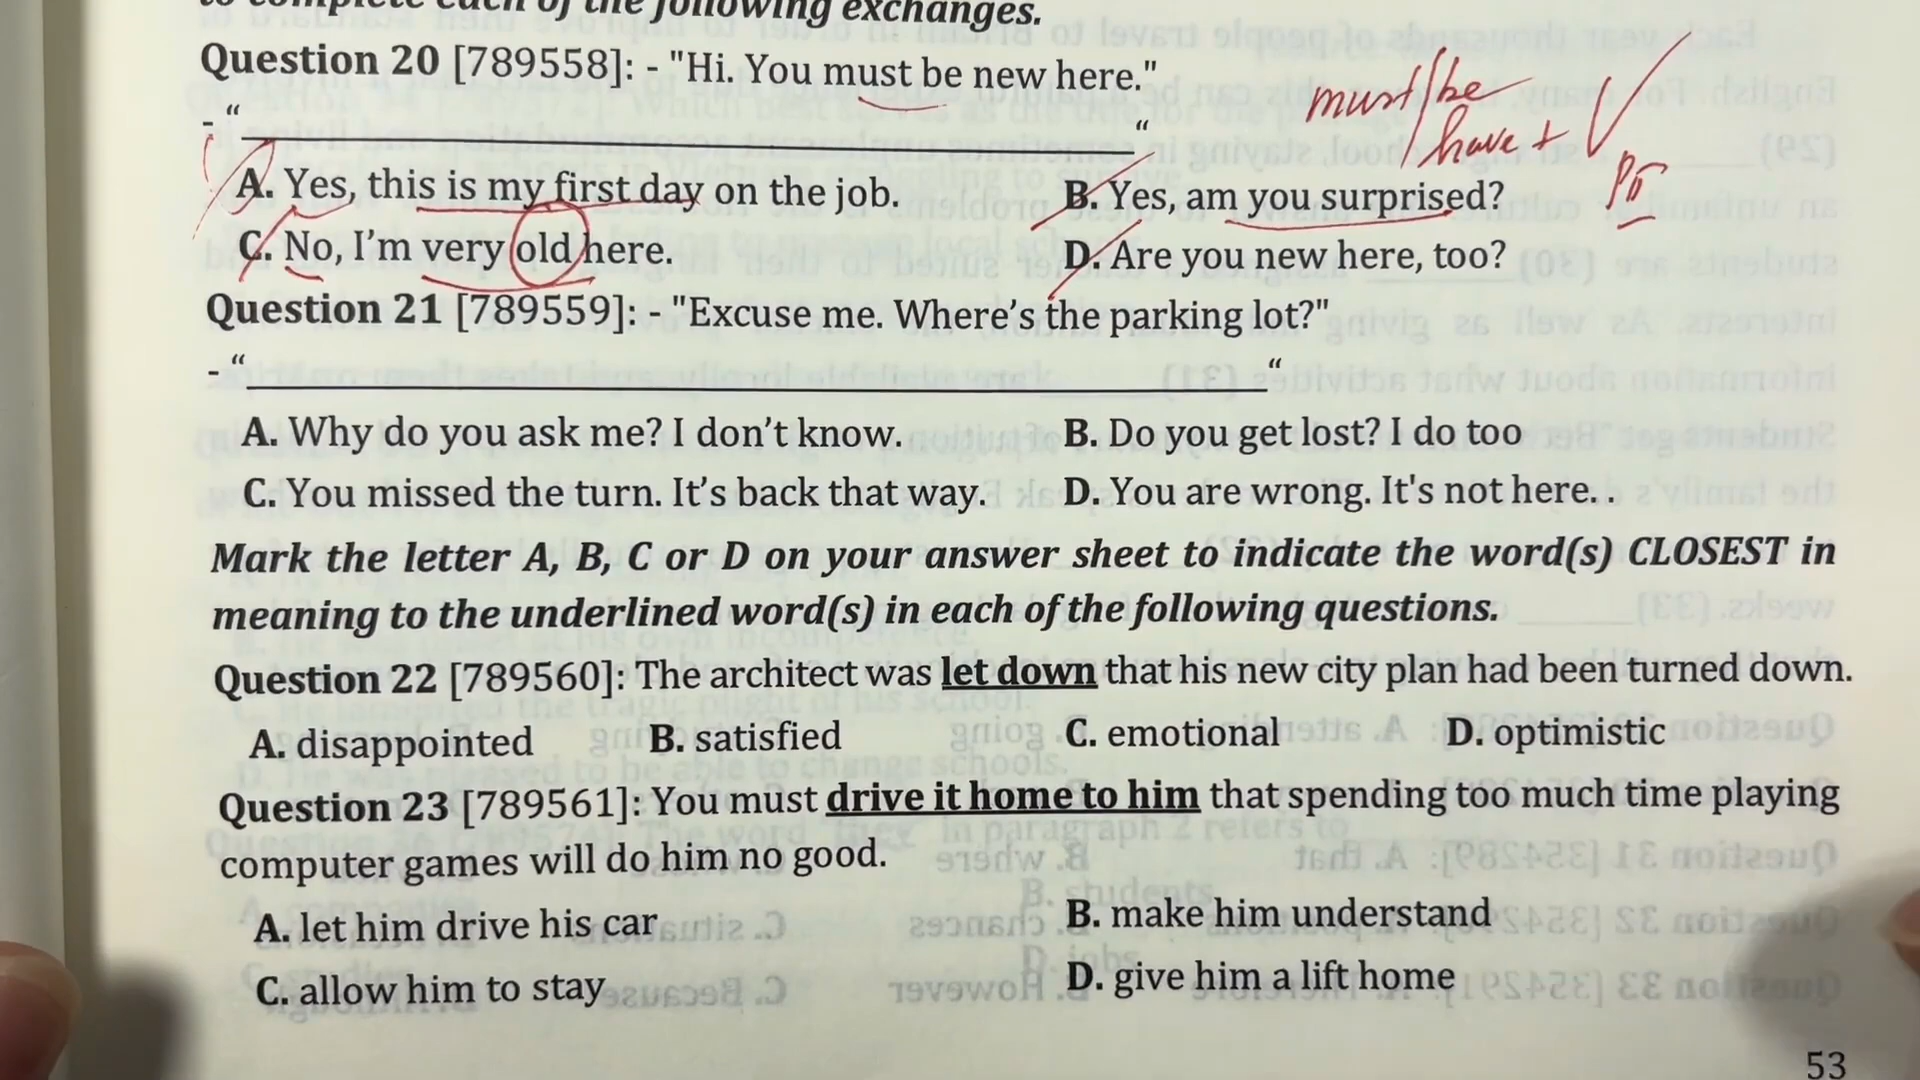 to complete each of the following exchanges.
Question 20 [789558]: - "Hi. You must be new here."
must/be
have + V
PII
- “ “
A. Yes, this is my first day on the job. B. Yes, am you surprised?
C. No, I’m very old here. D. Are you new here, too?
Question 21 [789559]: - "Excuse me. Where’s the parking lot?"
- “ “
A. Why do you ask me? I don’t know. B. Do you get lost? I do too
C. You missed the turn. It’s back that way. D. You are wrong. It's not here. .
Mark the letter A, B, C or D on your answer sheet to indicate the word(s) CLOSEST in
meaning to the underlined word(s) in each of the following questions.
Question 22 [789560]: The architect was let down that his new city plan had been turned down.
A. disappointed B. satisfied C. emotional D. optimistic
Question 23 [789561]: You must drive it home to him that spending too much time playing
computer games will do him no good.
A. let him drive his car B. make him understand
C. allow him to stay D. give him a lift home
53